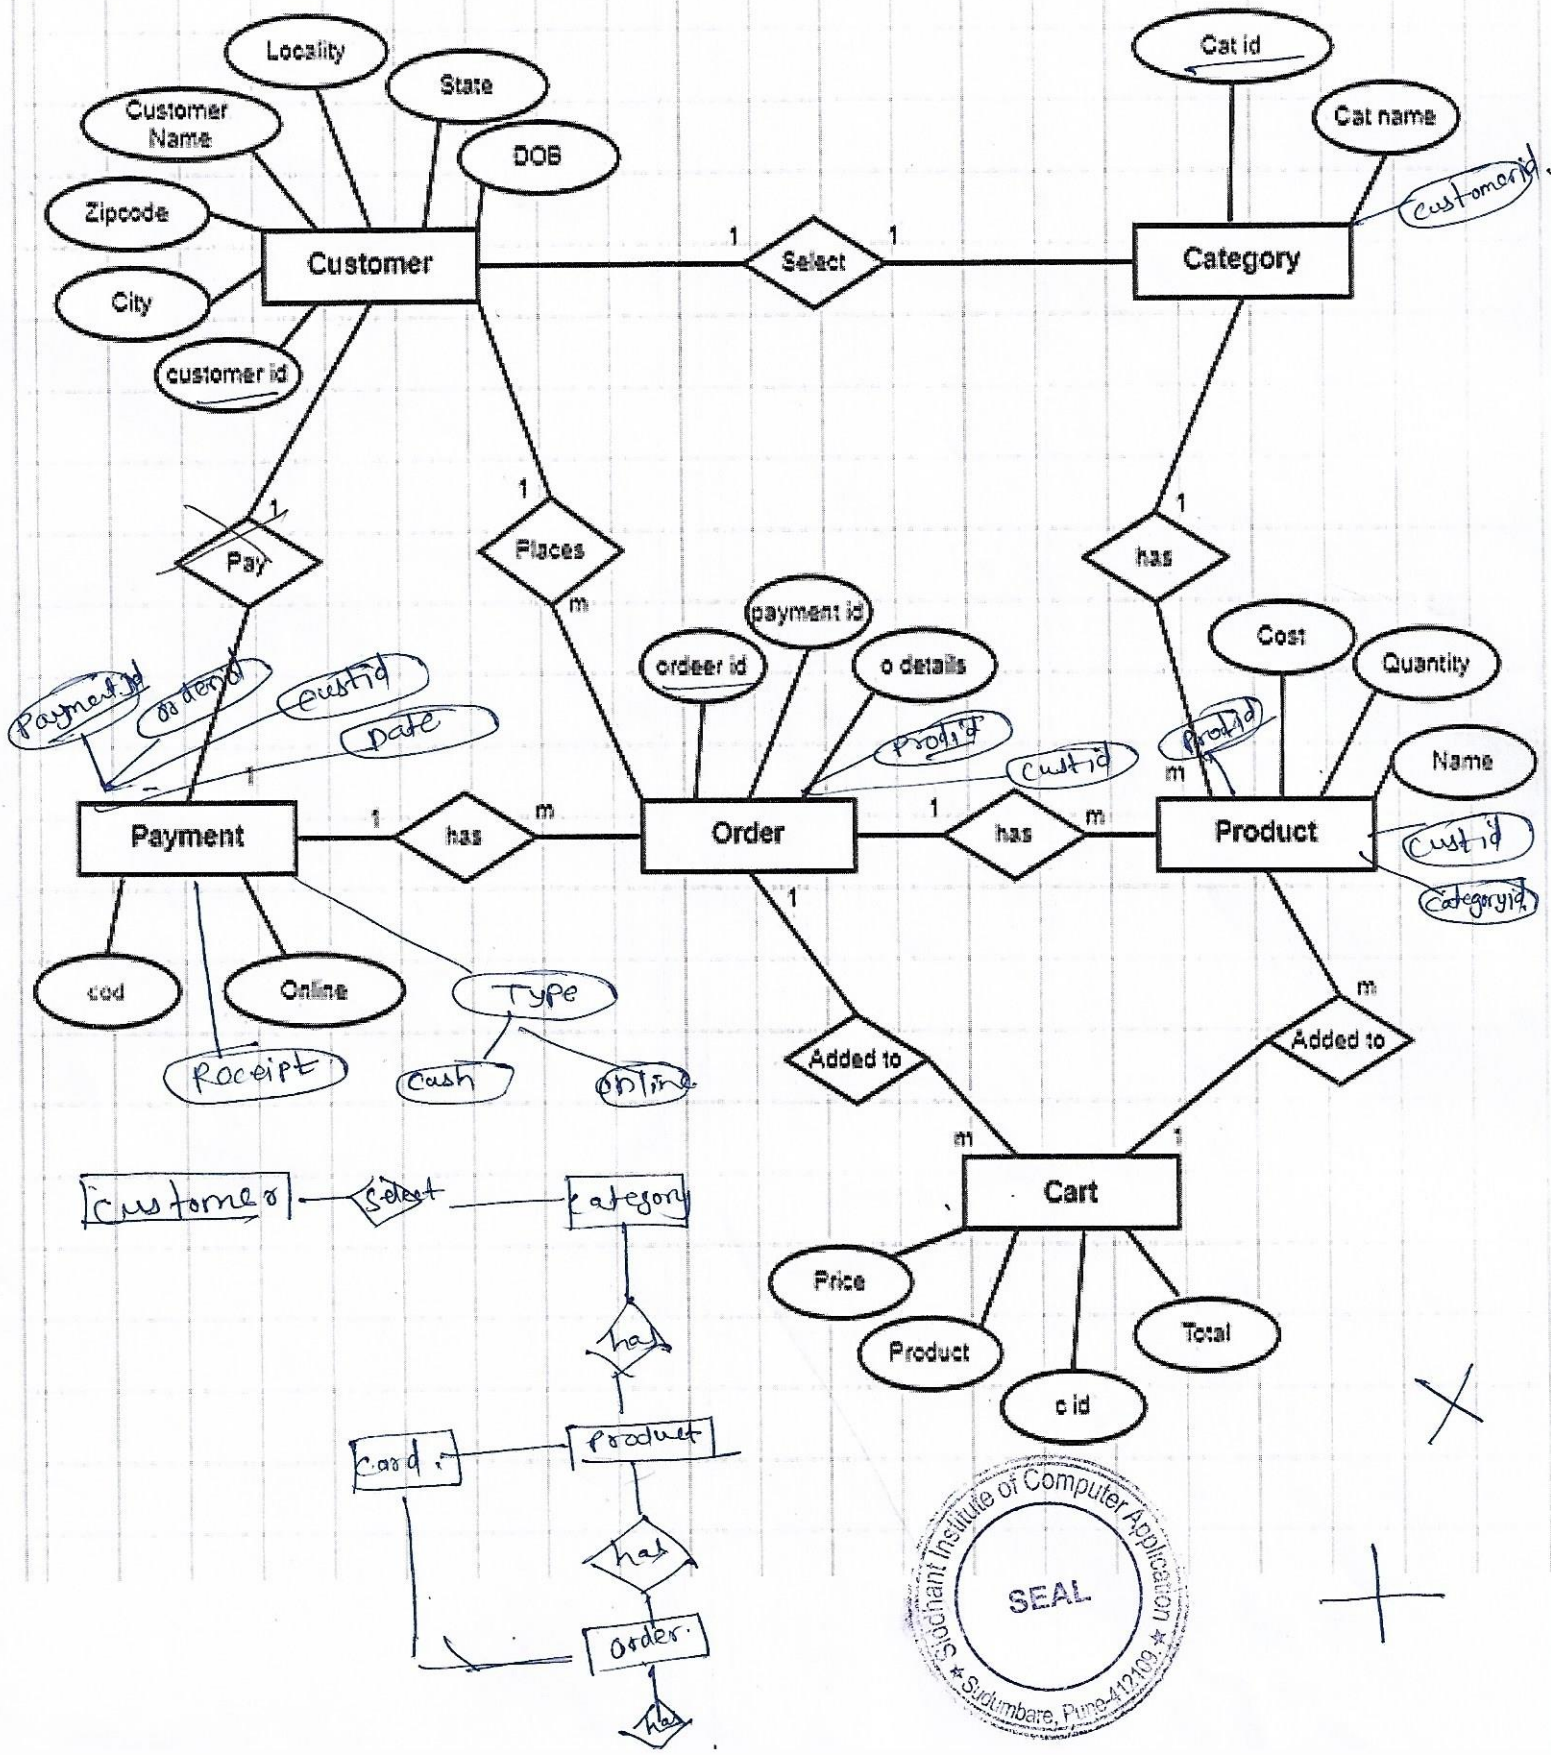 Locality
State
Customer
Name
DOB
Zipcode
City
customer id
Customer
1
Select
1
Category
Cat id
Cat name
customerid.
1
Pay
1
Places
m
1
has
m
Payment.id
orderid
custid
Date
1
ordeer id
payment id
o details
Prodid
custid
Prodid
Cost
Quantity
Name
Payment
1
has
m
Order
1
has
m
Product
custid
categoryid.
cod
Online
Type
Roceipt
Cash
online
1
Added to
m
m
Added to
1
Cart
Price
Product
c id
Total
customer
Select
category
has
card.
Product
has
order.
has
Siddhant Institute of Computer Application
SEAL
★ Sudumbare, Pune-412109. ★